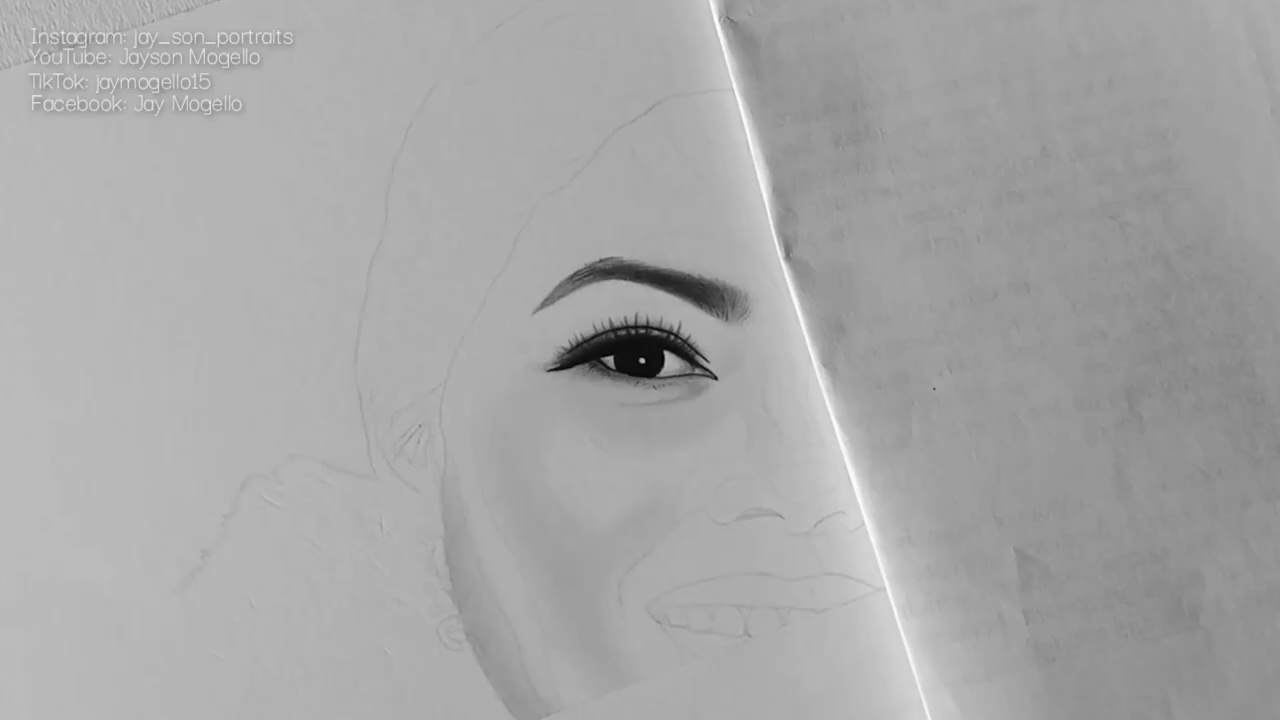 Instagram: jay_son_portraits
YouTube: Jayson Mogello
TikTok: jaymogello15
Facebook: Jay Mogello